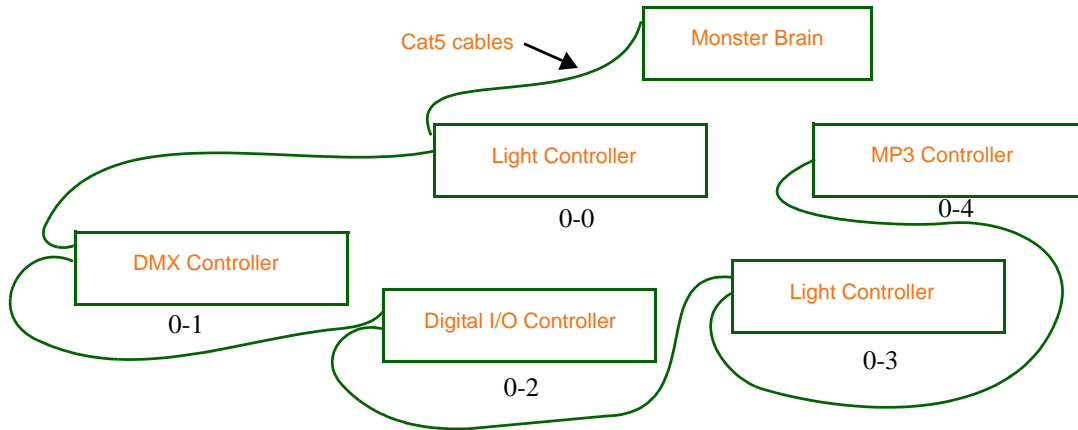 Cat5 cables
Monster Brain
Light Controller
0-0
MP3 Controller
0-4
DMX Controller
0-1
Digital I/O Controller
0-2
Light Controller
0-3